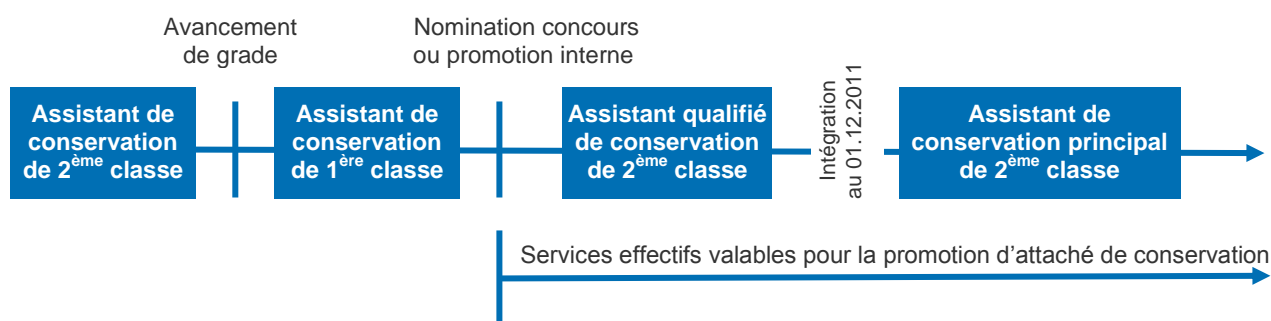 Avancement
de grade
Nomination concours
ou promotion interne
Assistant de
conservation
de 2ème classe
Assistant de
conservation
de 1ère classe
Assistant qualifié
de conservation
de 2ème classe
Intégration
au 01.12.2011
Assistant de
conservation principal
de 2ème classe
Services effectifs valables pour la promotion d'attaché de conservation